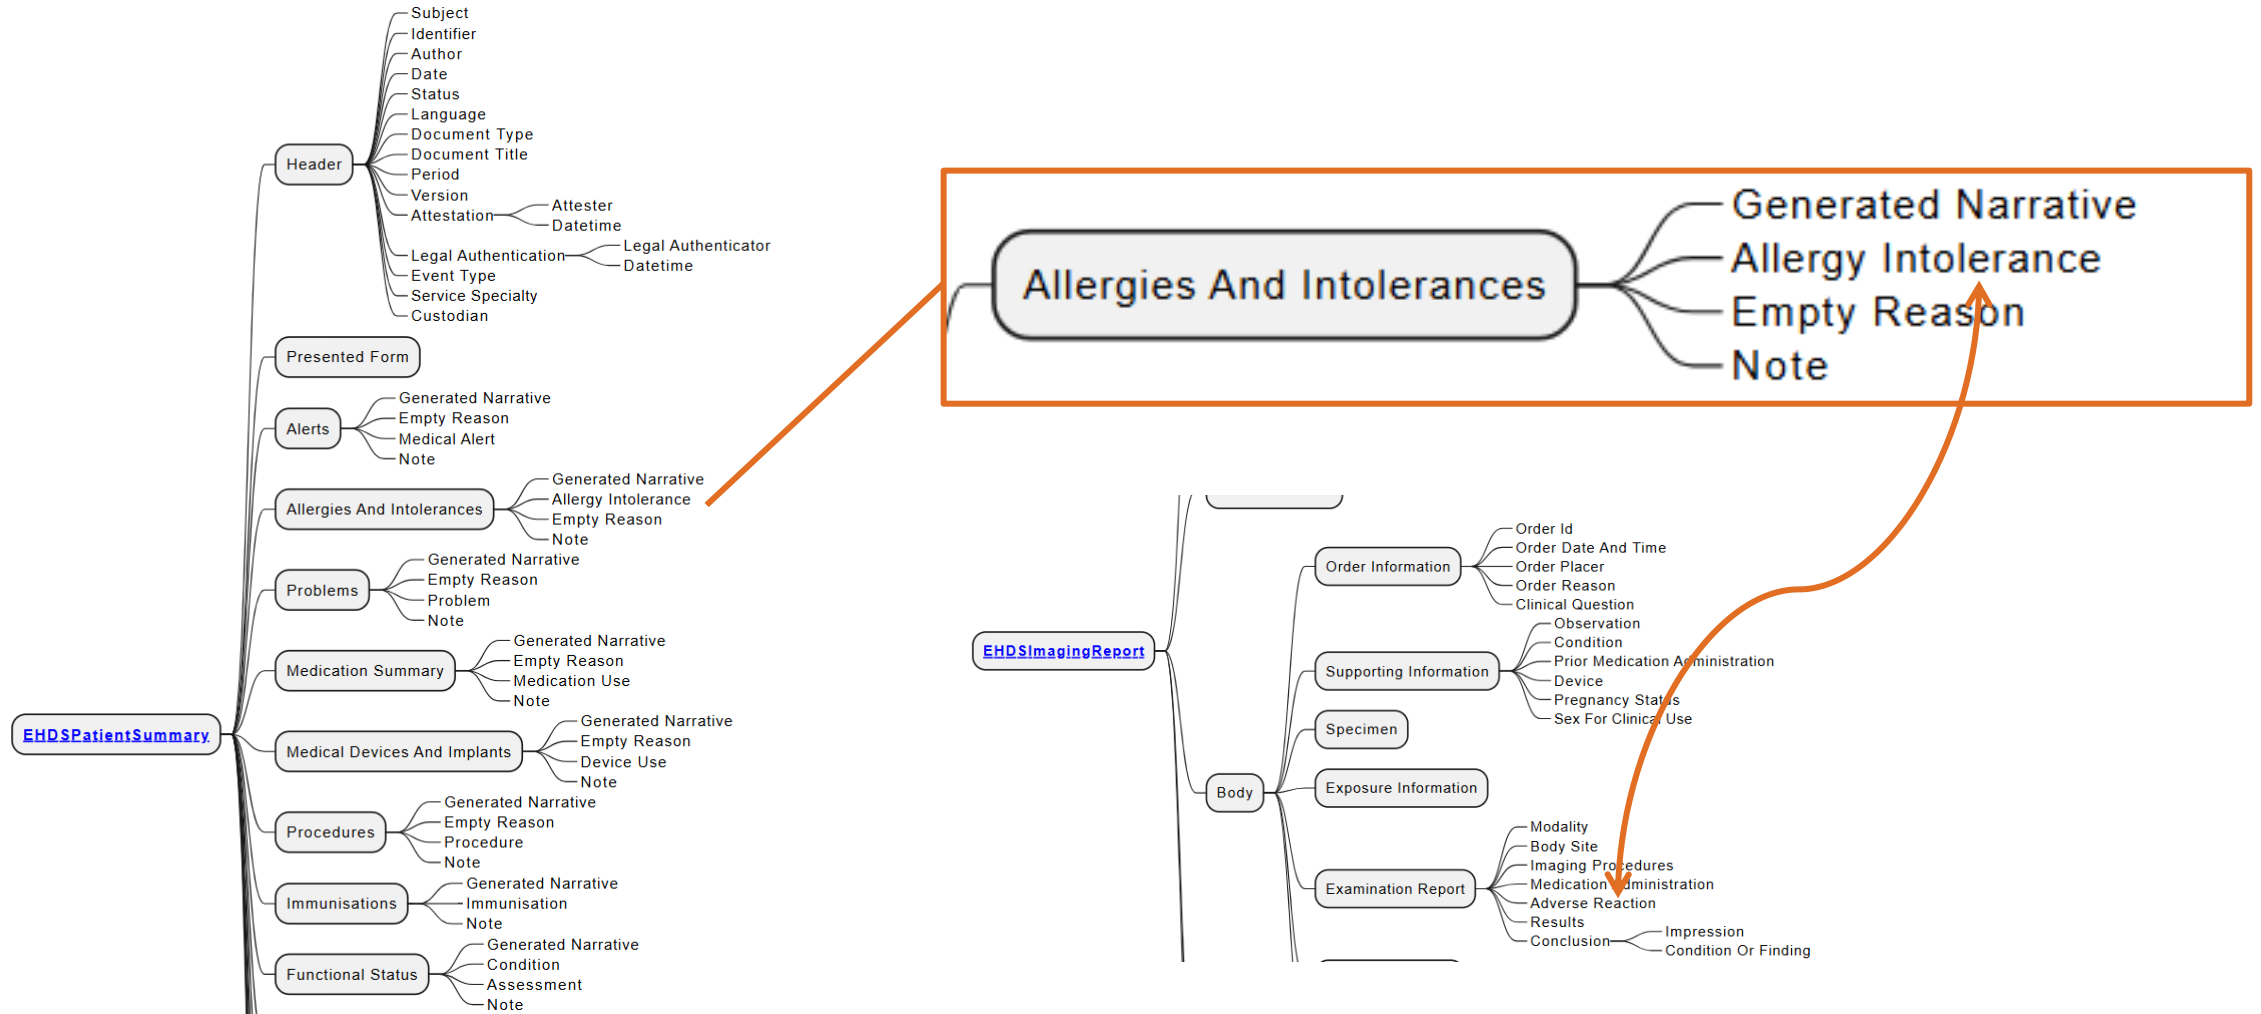 Subject
Identifier
Author
Date
Status
Language
Document Type
Document Title
Header
Period
Version
Attestation
Attester
Datetime
Legal Authentication
Legal Authenticator
Datetime
Event Type
Service Specialty
Custodian
Presented Form
Alerts
Generated Narrative
Empty Reason
Medical Alert
Note
Allergies And Intolerances
Generated Narrative
Allergy Intolerance
Empty Reason
Note
Problems
Generated Narrative
Empty Reason
Problem
Note
Medication Summary
Generated Narrative
Empty Reason
Medication Use
Note
EHDSPatientSummary
Medical Devices And Implants
Generated Narrative
Empty Reason
Device Use
Note
Procedures
Generated Narrative
Empty Reason
Procedure
Note
Immunisations
Generated Narrative
Immunisation
Note
Functional Status
Generated Narrative
Condition
Assessment
Note
Allergies And Intolerances
Generated Narrative
Allergy Intolerance
Empty Reason
Note
EHDSImagingReport
Body
Order Information
Order Id
Order Date And Time
Order Placer
Order Reason
Clinical Question
Supporting Information
Observation
Condition
Prior Medication Administration
Device
Pregnancy Status
Sex For Clinical Use
Specimen
Exposure Information
Examination Report
Modality
Body Site
Imaging Procedures
Medication Administration
Adverse Reaction
Results
Conclusion
Impression
Condition Or Finding